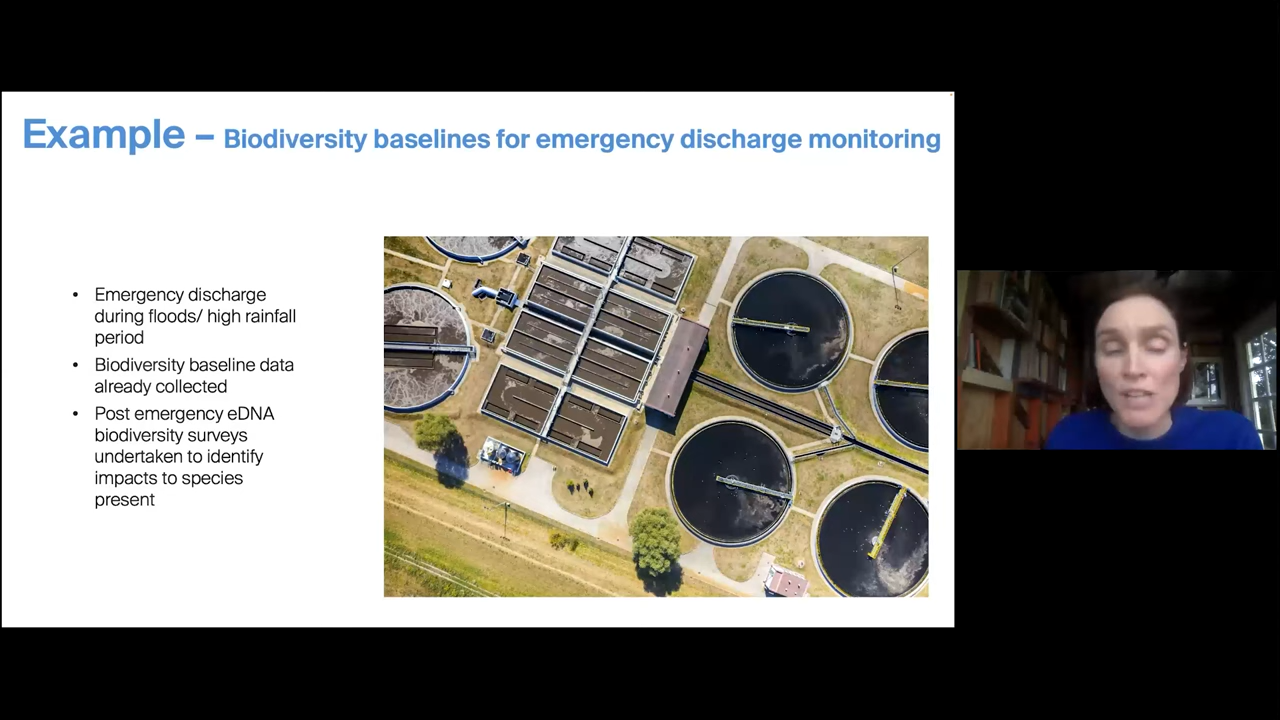 Example – Biodiversity baselines for emergency discharge monitoring
• Emergency discharge
during floods/ high rainfall
period
• Biodiversity baseline data
already collected
• Post emergency eDNA
biodiversity surveys
undertaken to identify
impacts to species
present